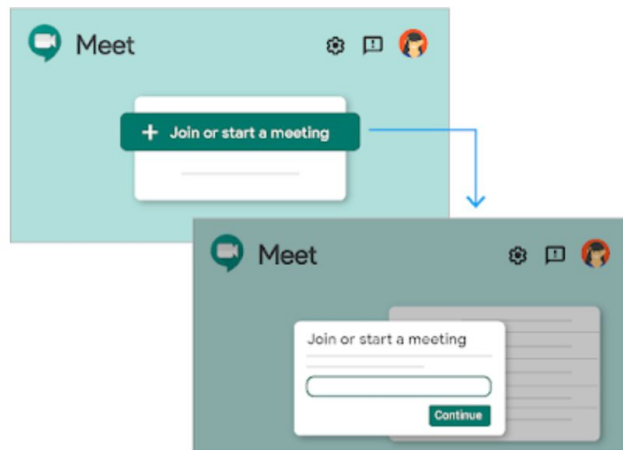 Meet
+ Join or start a meeting
Meet
Join or start a meeting
Continue